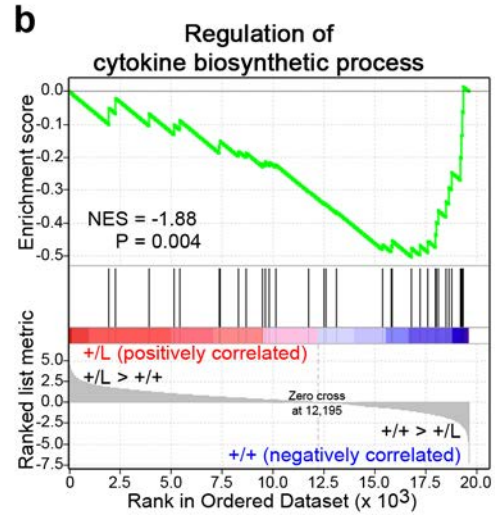 b
Regulation of
cytokine biosynthetic process
Enrichment score
0.0
-0.1
-0.2
-0.3
-0.4
-0.5
NES = -1.88
P = 0.004
Ranked list metric
+/L (positively correlated)
5.0
+/L > +/+
2.5
0.0
Zero cross
at 12,195
-2.5
+/+ > +/L
-5.0
+/+ (negatively correlated)
-7.5
0 2.5 5.0 7.5 10.0 12.5 15.0 17.5 20.0
Rank in Ordered Dataset (x 10³)